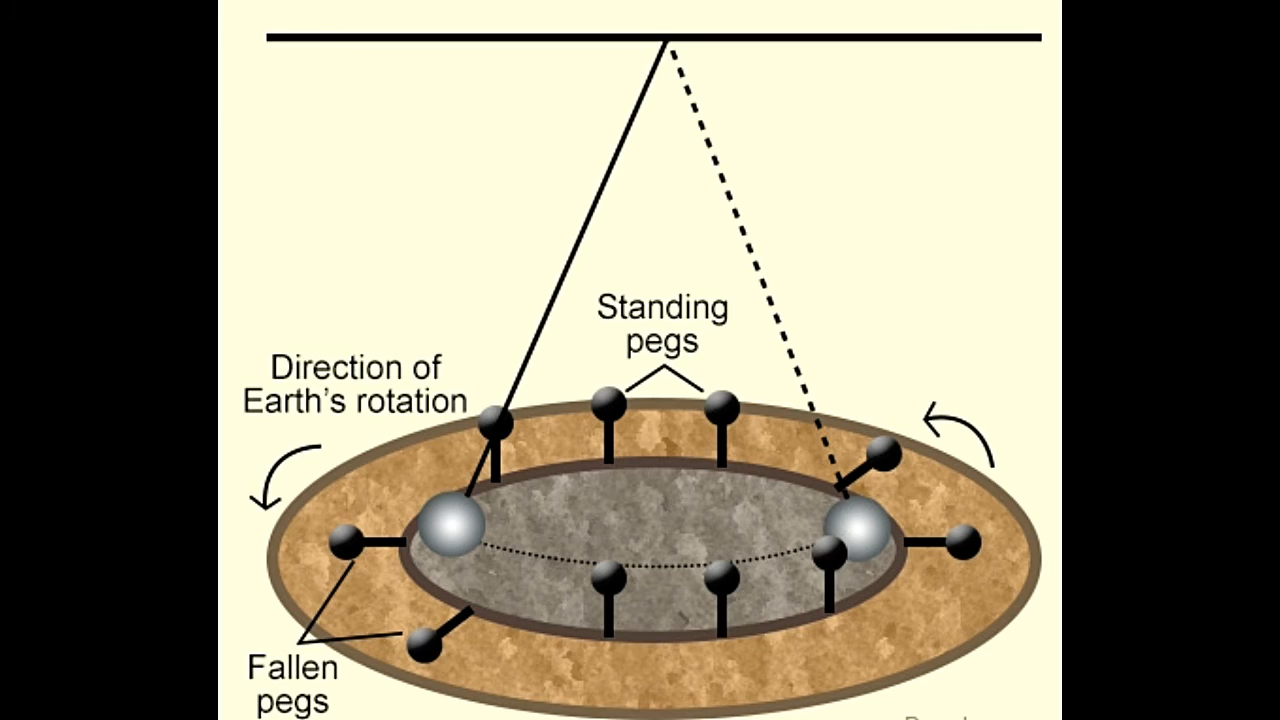 Standing
pegs
Direction of
Earth's rotation
Fallen
pegs